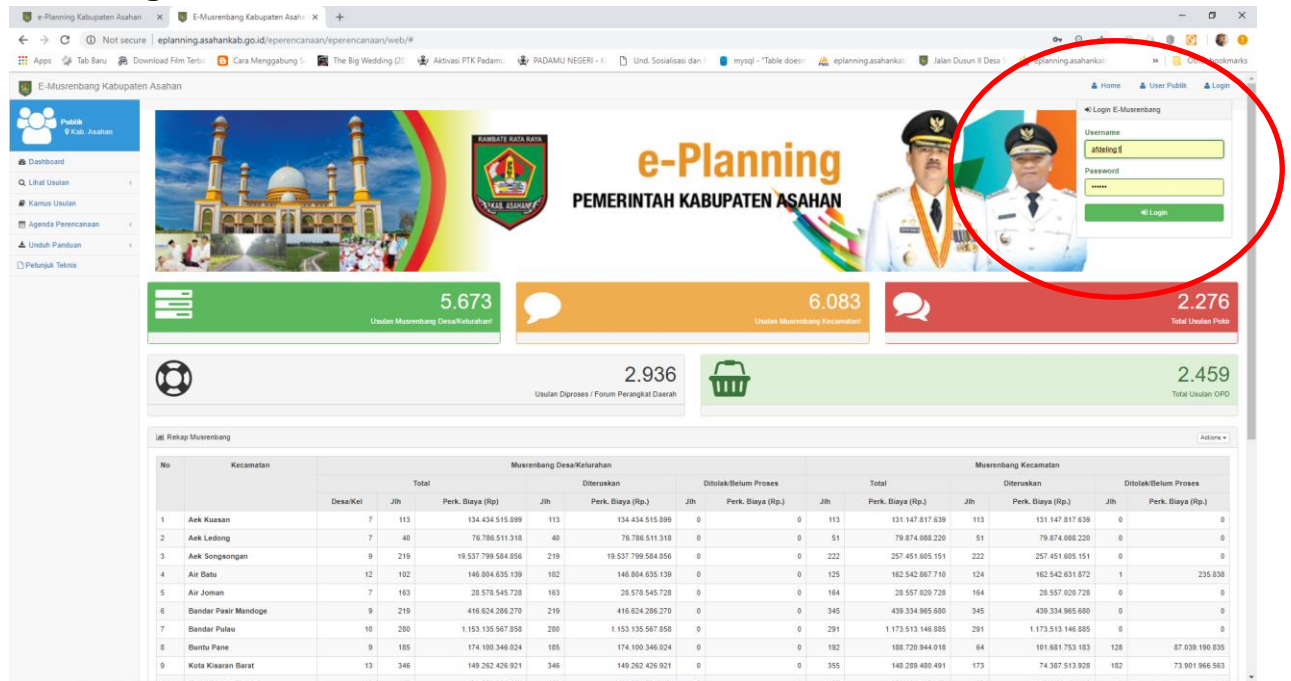 e-Planning Kabupaten Asahan
E-Musrenbang Kabupaten Asaha
Not secure | eplanning.asahankab.go.id/eperencanaan/eperencanaan/web/#
Apps Tab Baru Download Film Terba Cara Menggabung S The Big Wedding (20 Aktivasi PTK Padamu PADAMU NEGERI - Und. Sosialisasi dan mysql - "Table does eplanning.asahanka Jalan Dusun II Desa eplanning.asahanka » bookmarks
E-Musrenbang Kabupaten Asahan
Home User Publik Login
Publik
Kab. Asahan
Dashboard
Lihat Usulan
Kamus Usulan
Agenda Perencanaan
Unduh Panduan
Petunjuk Teknis
RAMBATE RATA RAYA
KAB. ASAHAN
e-Planning
PEMERINTAH KABUPATEN ASAHAN
Login E-Musrenbang
Username
afdeling1
Password
Login
5.673
Usulan Musrenbang Desa/Kelurahan!
6.083
Usulan Musrenbang Kecamatan!
2.276
Total Usulan Pokir
2.936
Usulan Diproses / Forum Perangkat Daerah
2.459
Total Usulan OPD
Rekap Musrenbang
Actions
No Kecamatan Musrenbang Desa/Kelurahan Musrenbang Kecamatan
Total Diteruskan Ditolak/Belum Proses Total Diteruskan Ditolak/Belum Proses
Desa/Kel Jlh Perk. Biaya (Rp) Jlh Perk. Biaya (Rp.) Jlh Perk. Biaya (Rp.) Jlh Perk. Biaya (Rp.) Jlh Perk. Biaya (Rp.) Jlh Perk. Biaya (Rp.)
1 Aek Kuasan 7 113 134.434.515.899 113 134.434.515.899 0 0 113 131.147.817.639 113 131.147.817.639 0 0
2 Aek Ledong 7 40 76.786.511.318 40 76.786.511.318 0 0 51 79.874.088.220 51 79.874.088.220 0 0
3 Aek Songsongan 9 219 19.537.799.584.856 219 19.537.799.584.856 0 0 222 257.451.605.151 222 257.451.605.151 0 0
4 Air Batu 12 102 146.804.635.139 102 146.804.635.139 0 0 125 162.542.867.710 124 162.542.631.872 1 235.838
5 Air Joman 7 163 28.578.545.728 163 28.578.545.728 0 0 164 28.557.020.728 164 28.557.020.728 0 0
6 Bandar Pasir Mandoge 9 219 416.624.286.270 219 416.624.286.270 0 0 345 439.334.965.680 345 439.334.965.680 0 0
7 Bandar Pulau 10 280 1.153.135.567.858 280 1.153.135.567.858 0 0 291 1.173.513.146.885 291 1.173.513.146.885 0 0
8 Buntu Pane 9 185 174.100.346.024 185 174.100.346.024 0 0 192 188.720.944.018 64 101.681.753.183 128 87.039.190.835
9 Kota Kisaran Barat 13 346 149.262.426.921 346 149.262.426.921 0 0 355 148.289.480.491 173 74.387.513.928 182 73.901.966.563